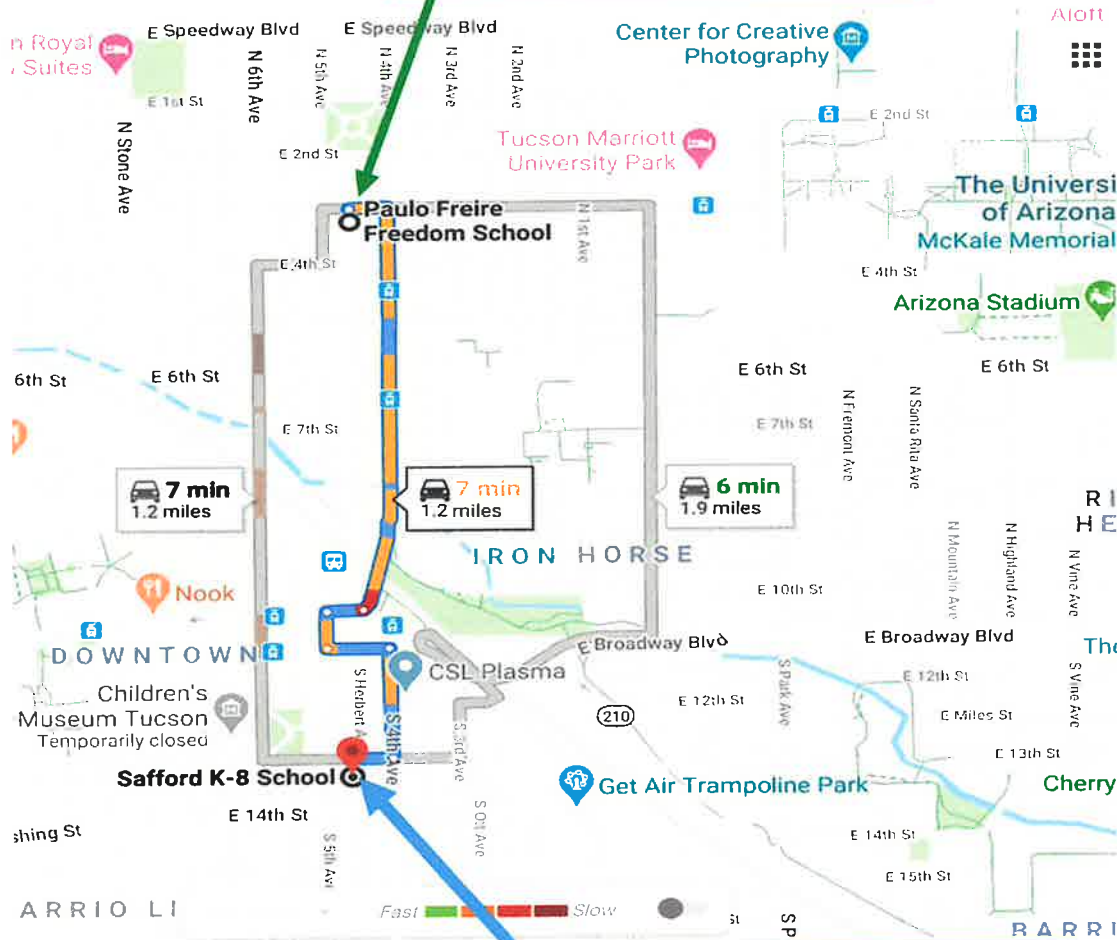 Aloft
E Speedway Blvd
E Speedway Blvd
Center for Creative
Photography
n Royal
Suites
N 6th Ave
N 5th Ave
N 4th Ave
N 3rd Ave
N 2nd Ave
E 1st St
N Stone Ave
E 2nd St
E 2nd St
Tucson Marriott
University Park
The Universi
of Arizona
McKale Memorial
Paulo Freire
Freedom School
N 1st Ave
E 4th St
E 4th St
Arizona Stadium
6th St
E 6th St
E 6th St
E 6th St
E 7th St
E 7th St
N Fremont Ave
N Santa Rita Ave
7 min
1.2 miles
7 min
1.2 miles
6 min
1.9 miles
RI
HE
IRON HORSE
N Mountain Ave
N Highland Ave
N Vine Ave
Nook
E 10th St
DOWNTOWN
E Broadway Blvd
E Broadway Blvd
The
CSL Plasma
Children's
Museum Tucson
Temporarily closed
S Herbert A
S 4th Ave
S 3rd Ave
S Park Ave
S Vine Ave
E 12th St
E 12th St
210
E Miles St
E 13th St
Safford K-8 School
Get Air Trampoline Park
Cherry
E 14th St
shing St
S 5th Av
S Ott Ave
E 14th St
E 15th St
ARRIO LI
Fast
Slow
St
S P
BARRI